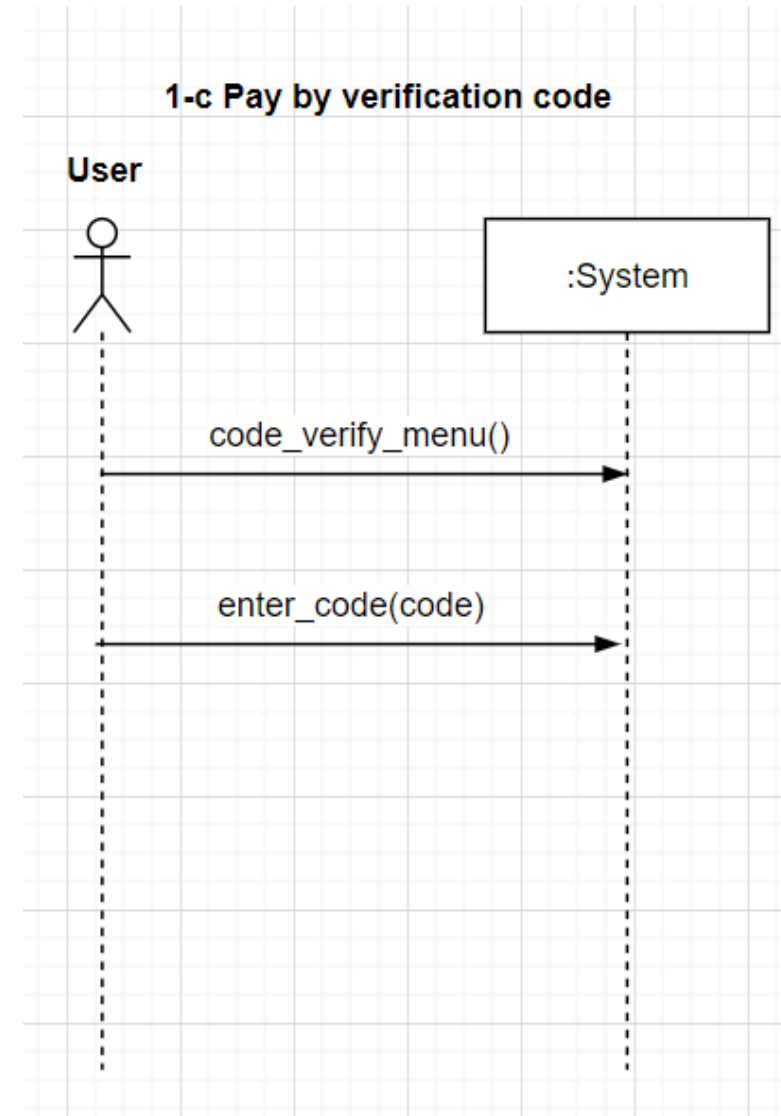 1-c Pay by verification code
User
:System
code_verify_menu()
enter_code(code)